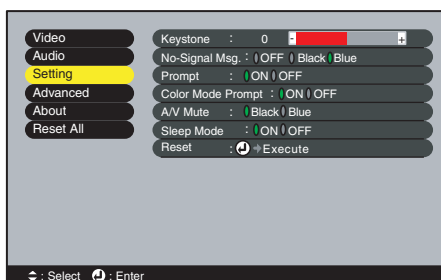 Video
Audio
Setting
Advanced
About
Reset All
Keystone : 0 - +
No-Signal Msg. : OFF Black Blue
Prompt : ON OFF
Color Mode Prompt : ON OFF
A/V Mute : Black Blue
Sleep Mode : ON OFF
Reset : Execute
: Select : Enter